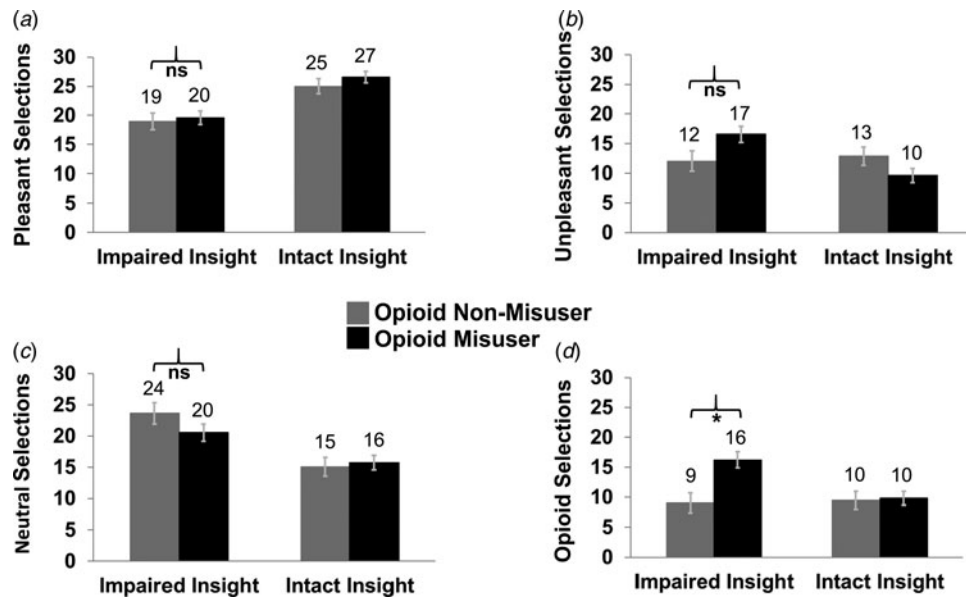 (a)
Pleasant Selections
30
25
20
15
10
5
0
ns
19
20
25
27
Impaired Insight
Intact Insight
(b)
Unpleasant Selections
30
25
20
15
10
5
0
ns
12
17
13
10
Impaired Insight
Intact Insight
Opioid Non-Misuser
Opioid Misuser
(c)
Neutral Selections
30
25
20
15
10
5
0
ns
24
20
15
16
Impaired Insight
Intact Insight
(d)
Opioid Selections
30
25
20
15
10
5
0
*
9
16
10
10
Impaired Insight
Intact Insight